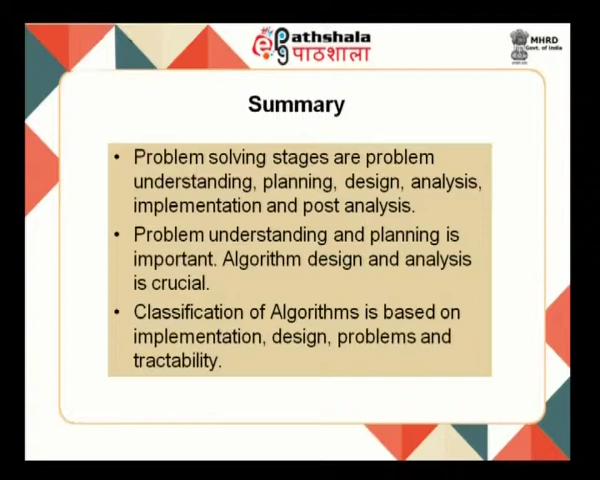 Pathshala
पाठशाला
MHRD
Govt. of India
Summary
• Problem solving stages are problem
understanding, planning, design, analysis,
implementation and post analysis.
• Problem understanding and planning is
important. Algorithm design and analysis
is crucial.
• Classification of Algorithms is based on
implementation, design, problems and
tractability.